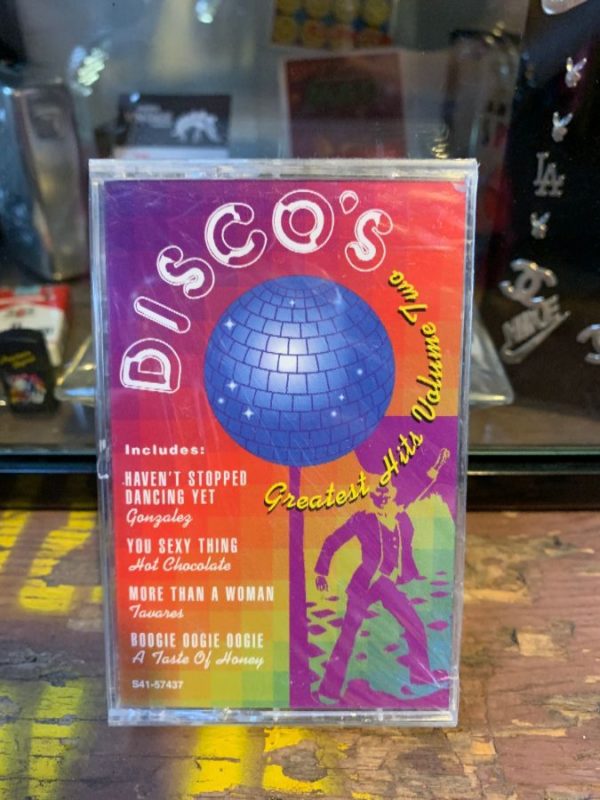 DISCO'S
Greatest Hits Volume Two
Includes:
HAVEN'T STOPPED
DANCING YET
Gonzalez
YOU SEXY THING
Hot Chocolate
MORE THAN A WOMAN
Tavares
BOOGIE OOGIE OOGIE
A Taste Of Honey
S41-57437
LA